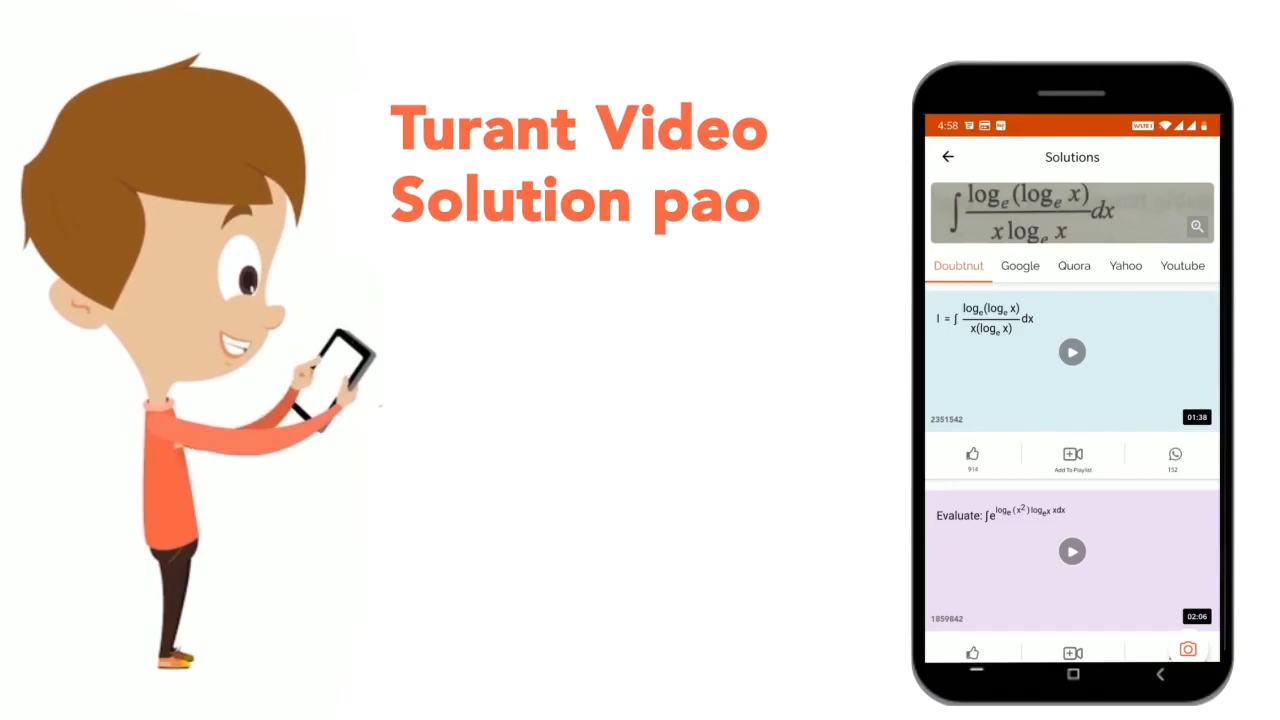 Turant Video
Solution pao
4:58
VoLTE1
Solutions
∫ logₑ(logₑ x) / x logₑ x dx
Doubtnut Google Quora Yahoo Youtube
I = ∫ logₑ(logₑ x) / x(logₑ x) dx
2351542 01:38
914 Add To Playlist 152
Evaluate: ∫e^logₑ(x²)logₑx xdx
1859842 02:06